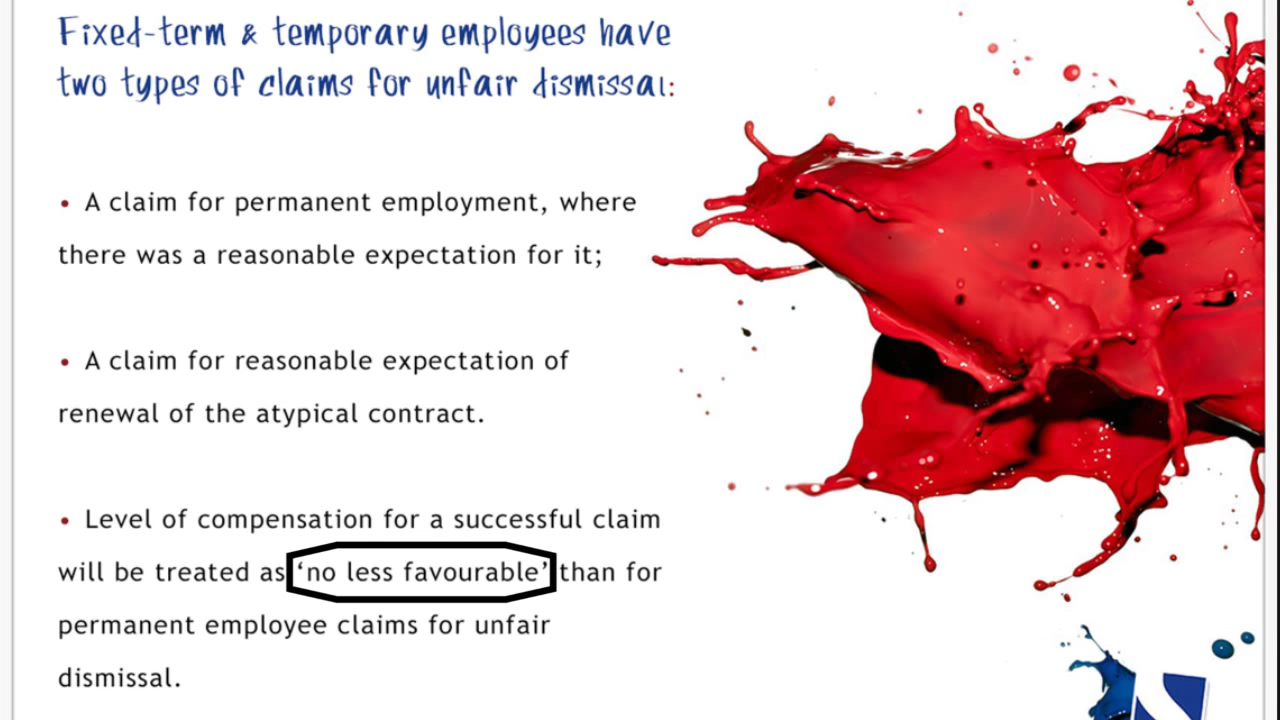 Fixed-term & temporary employees have
two types of claims for unfair dismissal:
• A claim for permanent employment, where
there was a reasonable expectation for it;
• A claim for reasonable expectation of
renewal of the atypical contract.
• Level of compensation for a successful claim
will be treated as ‘no less favourable’ than for
permanent employee claims for unfair
dismissal.